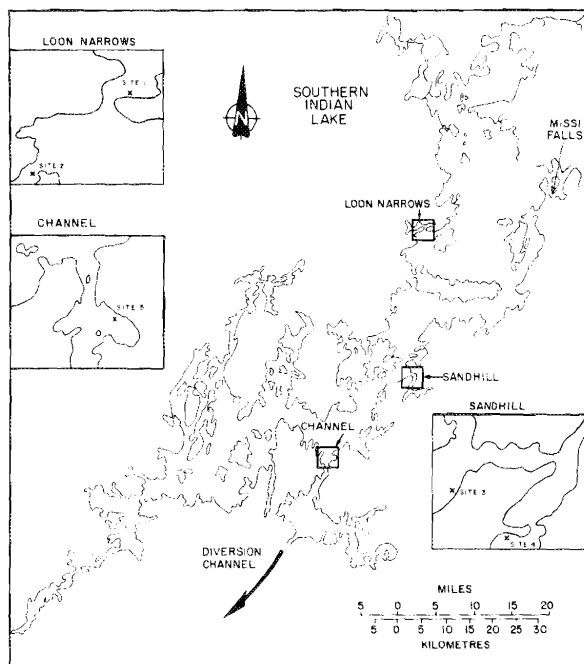 LOON NARROWS
SITE 1
SITE 2
CHANNEL
SITE 5
N
SOUTHERN
INDIAN
LAKE
MISSI
FALLS
LOON NARROWS
SANDHILL
CHANNEL
SANDHILL
SITE 3
SITE 4
DIVERSION
CHANNEL
MILES
5 0 5 10 15 20
5 0 5 10 15 20 25 30
KILOMETRES